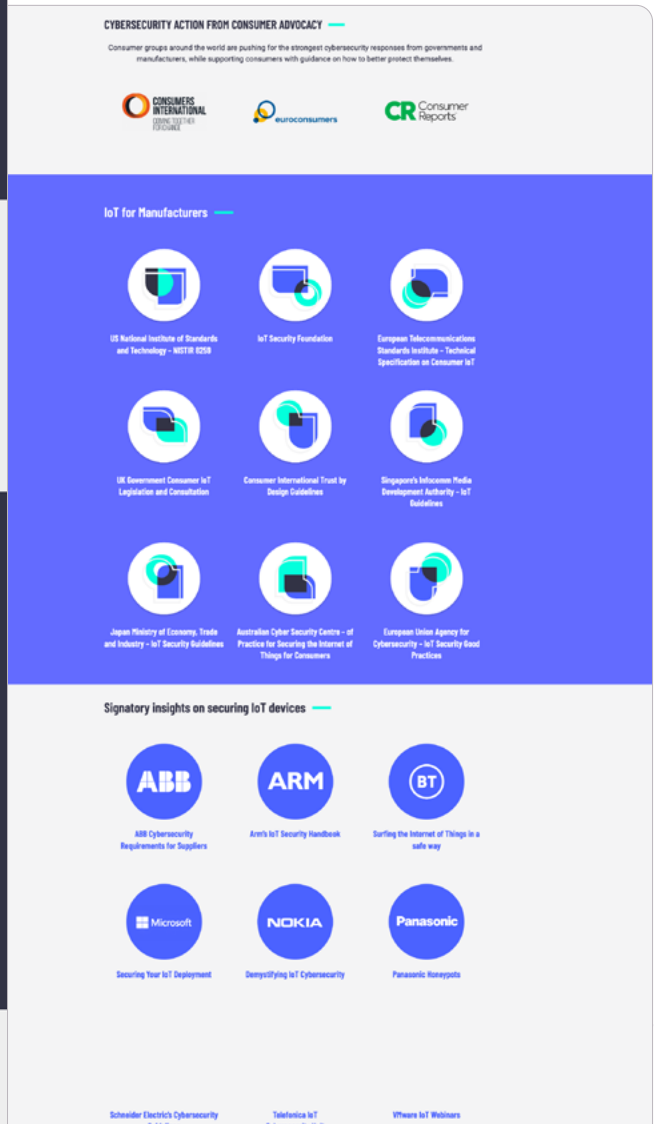 CYBERSECURITY ACTION FROM CONSUMER ADVOCACY
Consumer groups around the world are pushing for the strongest cybersecurity responses from governments and
manufacturers, while supporting consumers with guidance on how to better protect themselves.
CONSUMERS
INTERNATIONAL
COMING TOGETHER
FOR CHANGE
euroconsumers
CR Consumer
Reports
IoT for Manufacturers
US National Institute of Standards
and Technology – NISTIR 8259
IoT Security Foundation
European Telecommunications
Standards Institute – Technical
Specification on Consumer IoT
UK Government Consumer IoT
Legislation and Consultation
Consumer International Trust by
Design Guidelines
Singapore's Infocomm Media
Development Authority – IoT
Guidelines
Japan Ministry of Economy, Trade
and Industry – IoT Security Guidelines
Australian Cyber Security Centre – of
Practice for Securing the Internet of
Things for Consumers
European Union Agency for
Cybersecurity – IoT Security Good
Practices
Signatory insights on securing IoT devices
ABB
ARM
BT
ABB Cybersecurity
Requirements for Suppliers
Arm's IoT Security Handbook
Surfing the Internet of Things in a
safe way
Microsoft
NOKIA
Panasonic
Securing Your IoT Deployment
Demystifying IoT Cybersecurity
Panasonic Honeypots
Schneider Electric's Cybersecurity
Telefonica IoT
VMware IoT Webinars